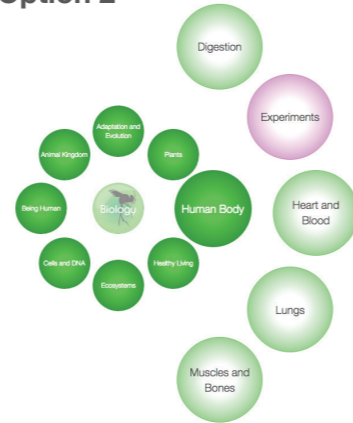 Option 2
Digestion
Experiments
Adaptation and
Evolution
Animal Kingdom
Plants
Being Human
Biology
Human Body
Heart and
Blood
Cells and DNA
Healthy Living
Ecosystems
Lungs
Muscles and
Bones